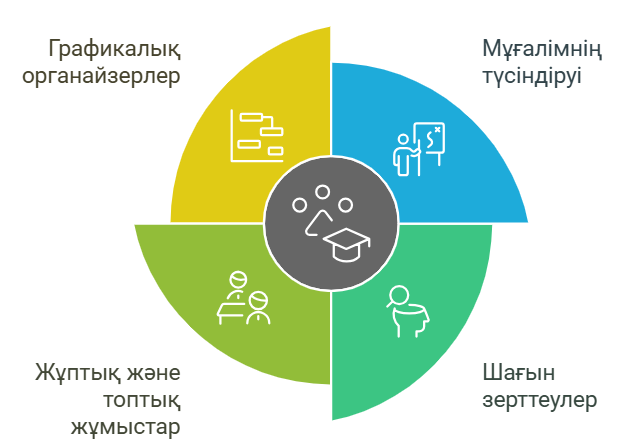 Графикалық
органайзерлер
Мұғалімнің
түсіндіруі
Жұптық және
топтық
жұмыстар
Шағын
зерттеулер